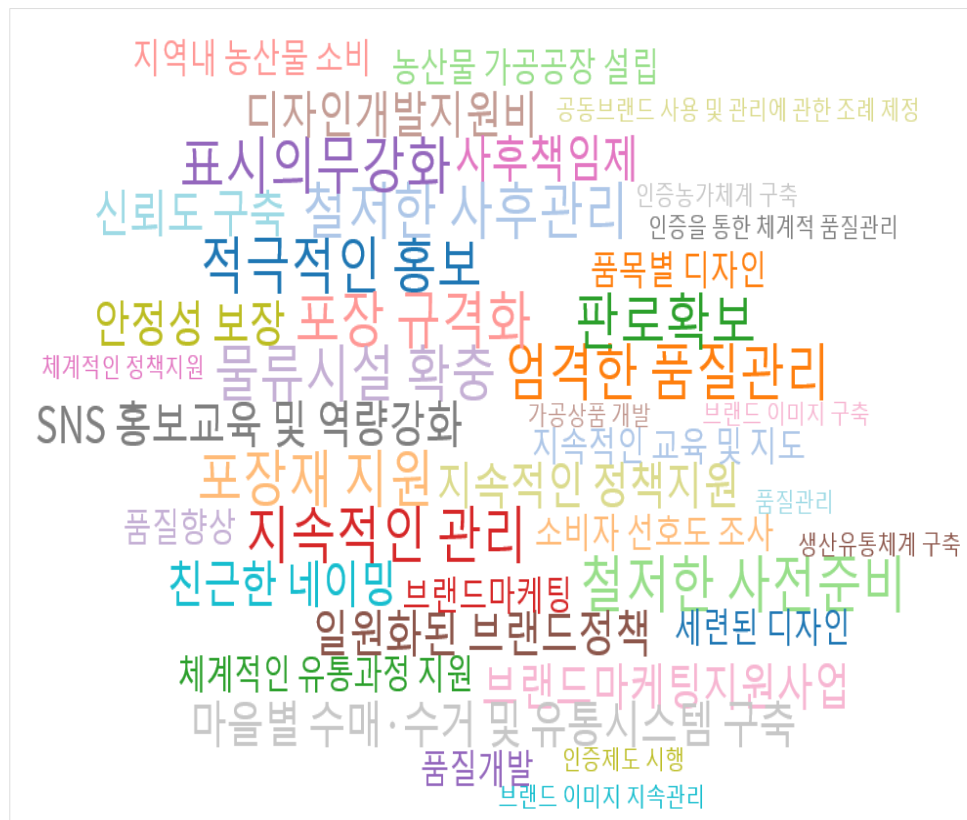 지역내 농산물 소비
농산물 가공공장 설립
디자인개발지원비
공동브랜드 사용 및 관리에 관한 조례 제정
표시의무강화
사후책임제
신뢰도 구축
철저한 사후관리
인증농가체계 구축
인증을 통한 체계적 품질관리
적극적인 홍보
품목별 디자인
안정성 보장
포장 규격화
판로확보
체계적인 정책지원
물류시설 확충
엄격한 품질관리
SNS 홍보교육 및 역량강화
가공상품 개발
브랜드 이미지 구축
지속적인 교육 및 지도
포장재 지원
지속적인 정책지원
품질관리
품질향상
지속적인 관리
소비자 선호도 조사
생산유통체계 구축
친근한 네이밍
브랜드마케팅
철저한 사전준비
일원화된 브랜드정책
세련된 디자인
체계적인 유통과정 지원
브랜드마케팅지원사업
마을별 수매·수거 및 유통시스템 구축
품질개발
인증제도 시행
브랜드 이미지 지속관리